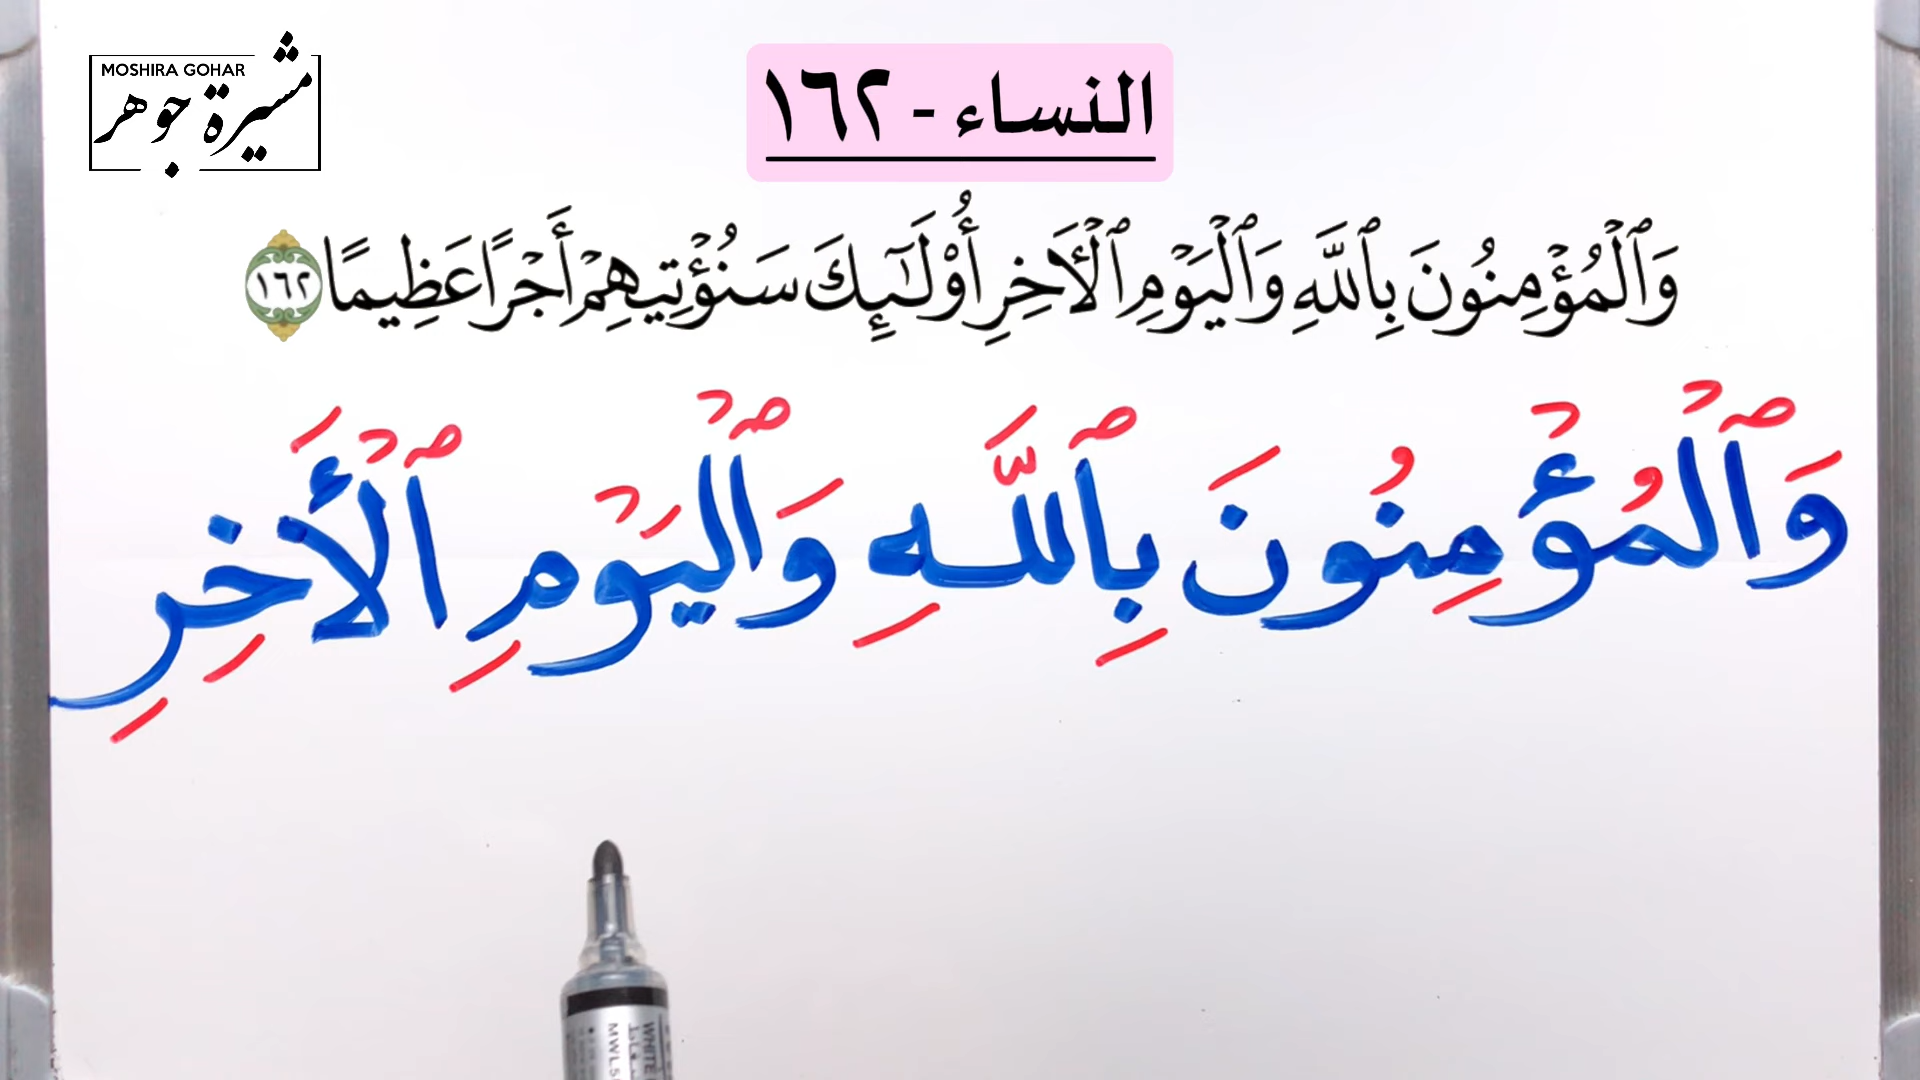 MOSHIRA GOHAR
مشيرة جوهر
النساء - ١٦٢
وَٱلْمُؤْمِنُونَ بِٱللَّهِ وَٱلْيَوْمِ ٱلْأَخِرِ أُوْلَٰٓئِكَ سَنُؤْتِيهِمْ أَجْرًا عَظِيمًا ١٦٢
وَٱلْمُؤْمِنُونَ بِٱللَّهِ وَٱلْيَوْمِ ٱلْأَخِرِ